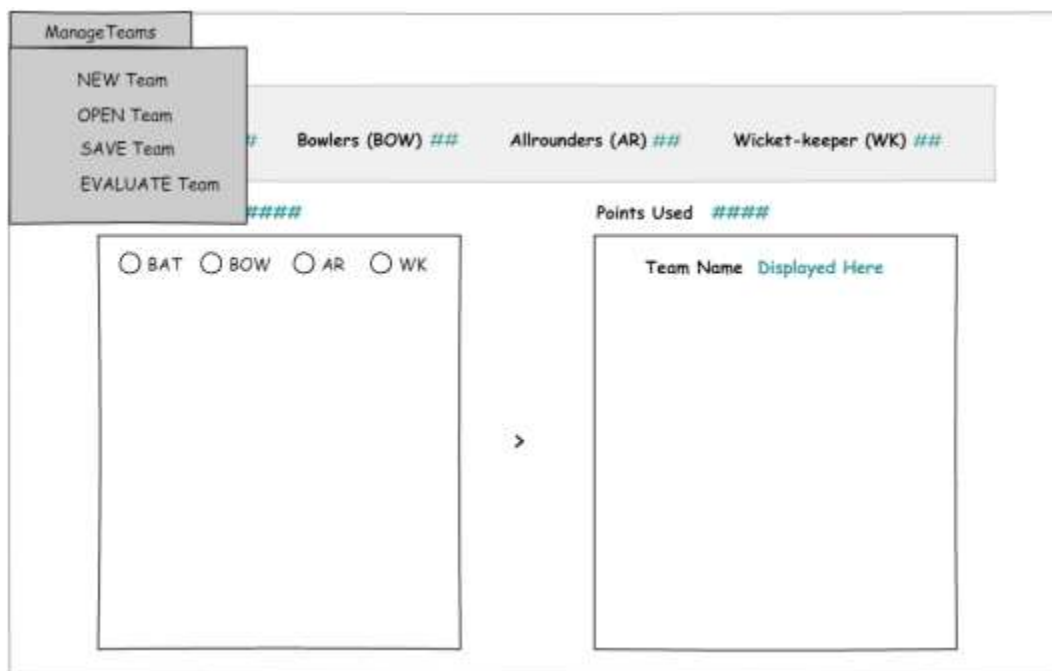 ManageTeams
NEW Team
OPEN Team
SAVE Team
EVALUATE Team
# Bowlers (BOW) ## Allrounders (AR) ## Wicket-keeper (WK) ##
#### Points Used ####
BAT BOW AR WK
Team Name Displayed Here
>